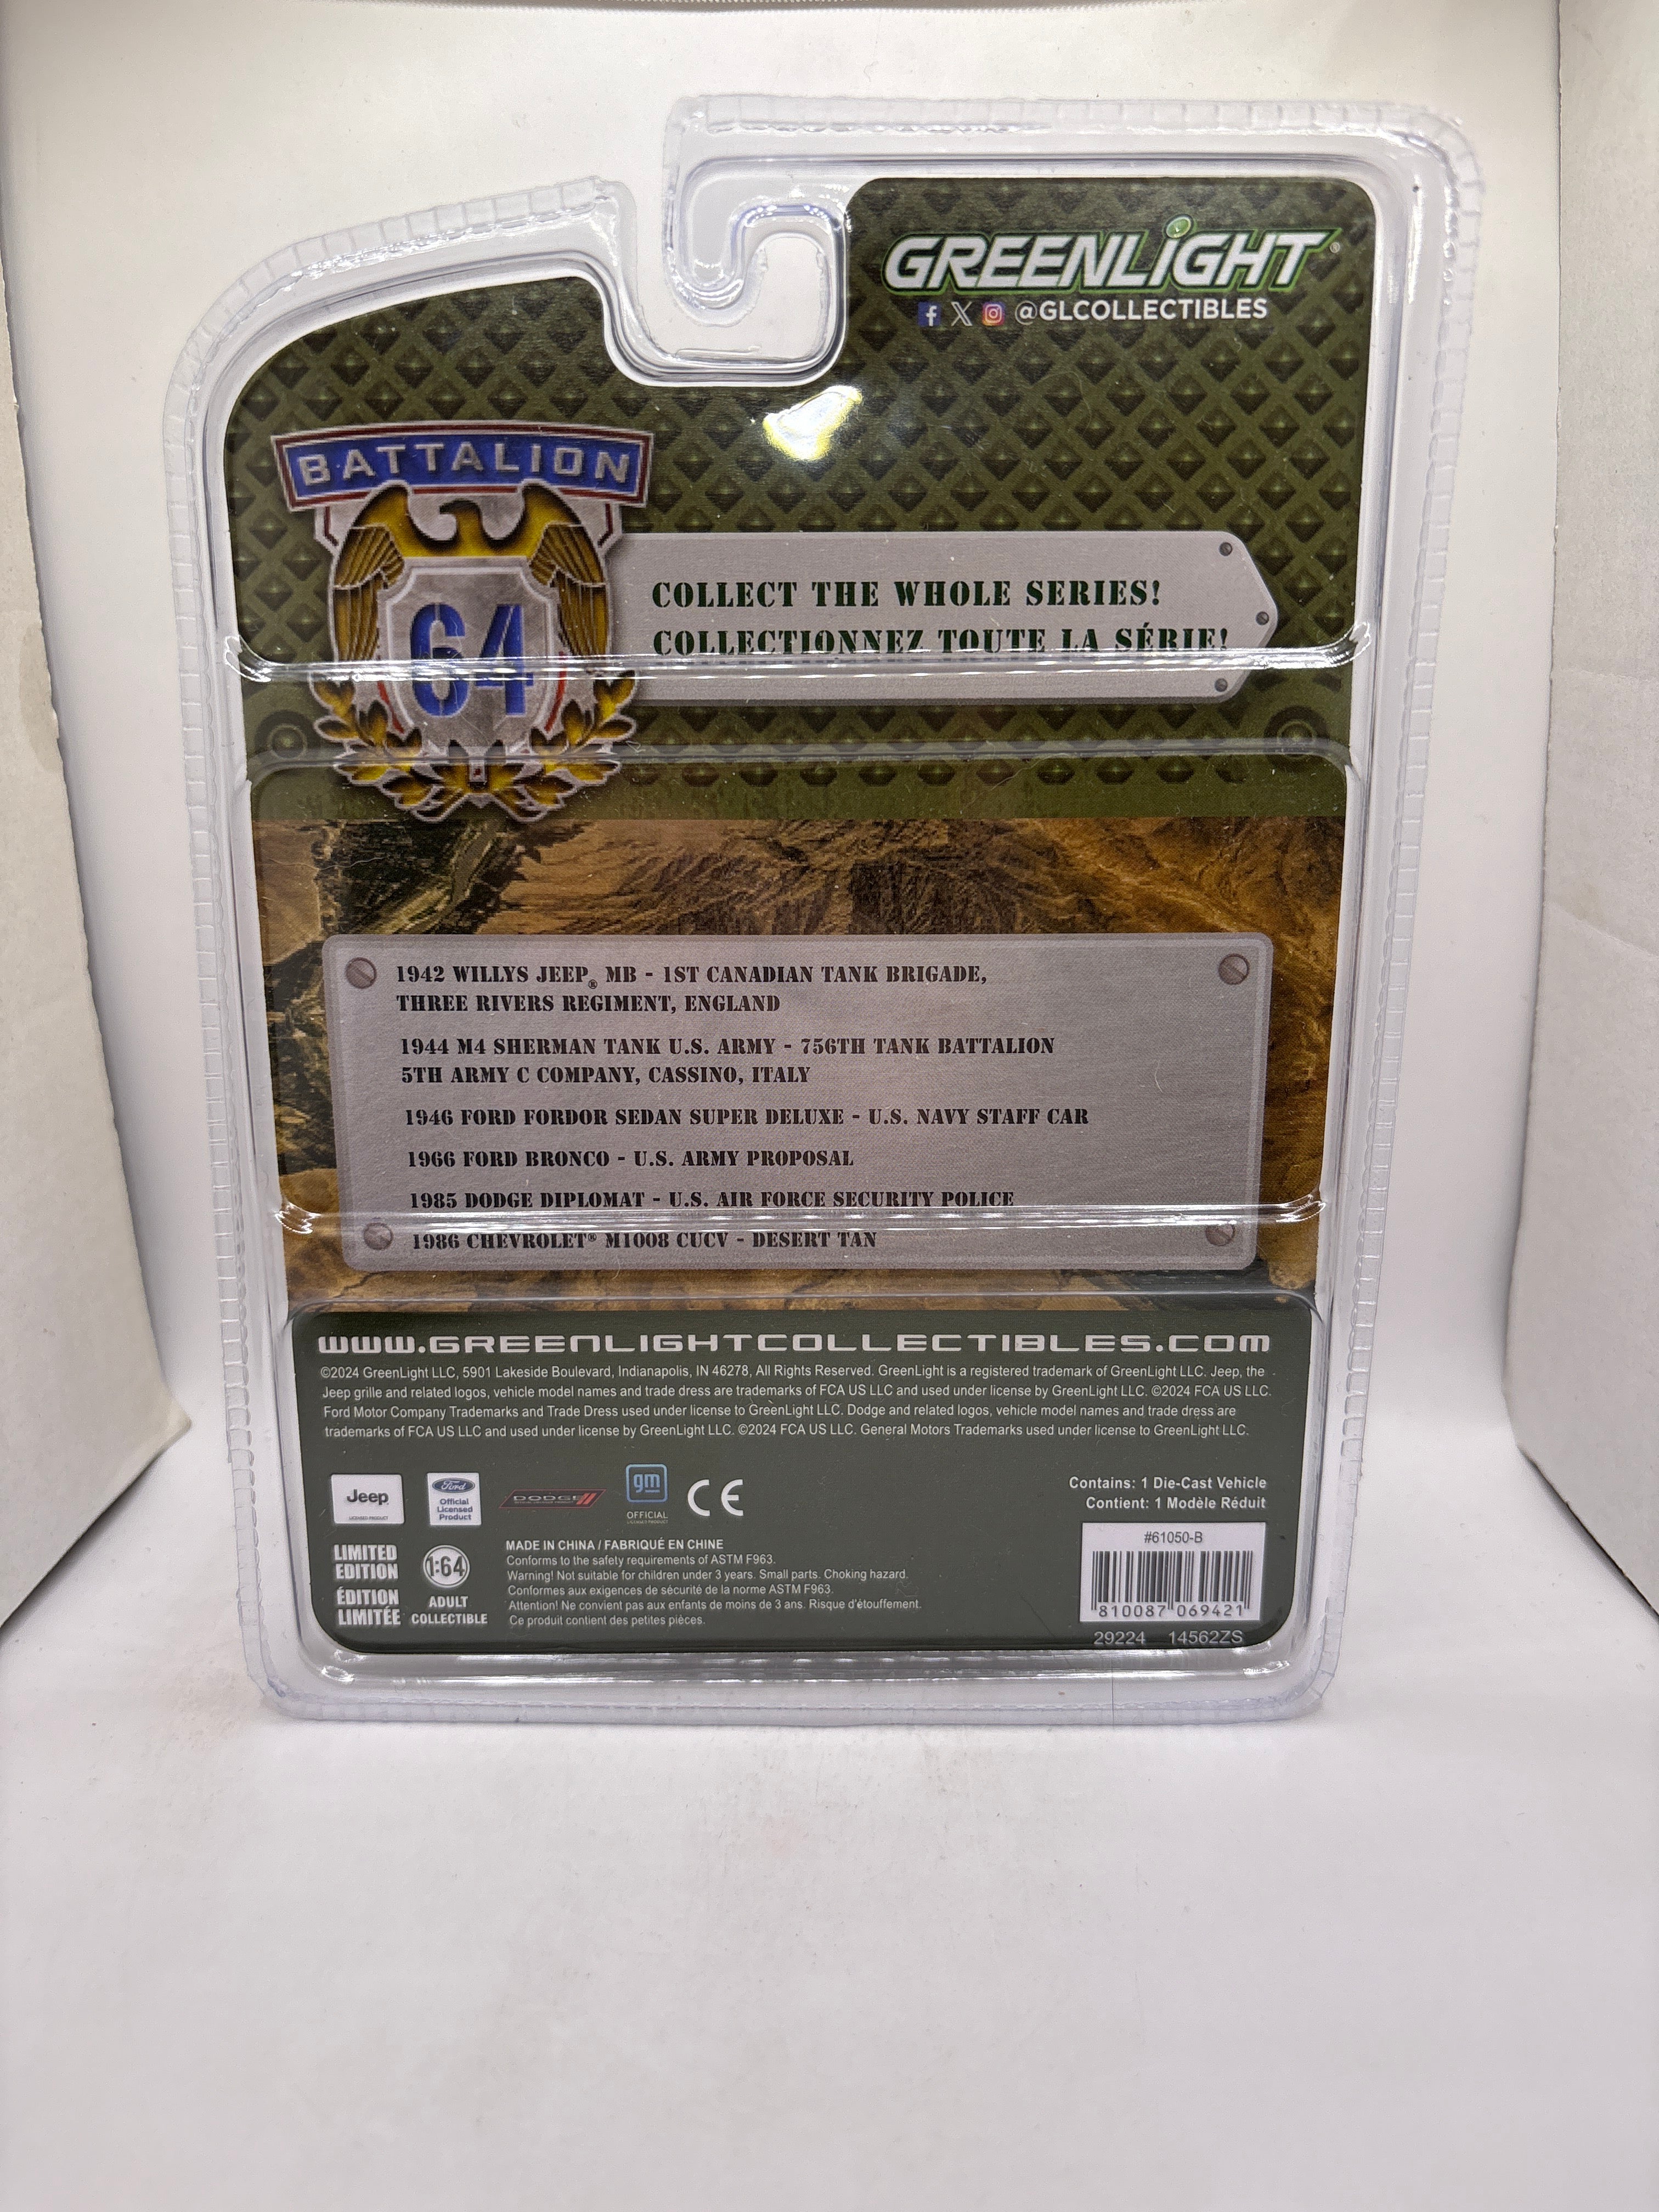 GREENLiGHT®
@GLCOLLECTIBLES
BATTALION
64
COLLECT THE WHOLE SERIES!
COLLECTIONNEZ TOUTE LA SÉRIE!
1942 WILLYS JEEP® MB - 1ST CANADIAN TANK BRIGADE,
THREE RIVERS REGIMENT, ENGLAND
1944 M4 SHERMAN TANK U.S. ARMY - 756TH TANK BATTALION
5TH ARMY C COMPANY, CASSINO, ITALY
1946 FORD FORDOR SEDAN SUPER DELUXE - U.S. NAVY STAFF CAR
1966 FORD BRONCO - U.S. ARMY PROPOSAL
1985 DODGE DIPLOMAT - U.S. AIR FORCE SECURITY POLICE
1986 CHEVROLET® M1008 CUCV - DESERT TAN
WWW.GREENLIGHTCOLLECTIBLES.COM
©2024 GreenLight LLC, 5901 Lakeside Boulevard, Indianapolis, IN 46278, All Rights Reserved. GreenLight is a registered trademark of GreenLight LLC. Jeep, the
Jeep grille and related logos, vehicle model names and trade dress are trademarks of FCA US LLC and used under license by GreenLight LLC. ©2024 FCA US LLC.
Ford Motor Company Trademarks and Trade Dress used under license to GreenLight LLC. Dodge and related logos, vehicle model names and trade dress are
trademarks of FCA US LLC and used under license by GreenLight LLC. ©2024 FCA US LLC. General Motors Trademarks used under license to GreenLight LLC.
Jeep
LICENSED PRODUCT
Ford
Official
Licensed
Product
DODGE
gm
OFFICIAL
LICENSED PRODUCT
CE
Contains: 1 Die-Cast Vehicle
Contient: 1 Modèle Réduit
LIMITED
EDITION
ÉDITION
LIMITÉE
1:64
ADULT
COLLECTIBLE
MADE IN CHINA / FABRIQUÉ EN CHINE
Conforms to the safety requirements of ASTM F963.
Warning! Not suitable for children under 3 years. Small parts. Choking hazard.
Conformes aux exigences de sécurité de la norme ASTM F963.
Attention! Ne convient pas aux enfants de moins de 3 ans. Risque d'étouffement.
Ce produit contient des petites pièces.
#61050-B
810087 069421
29224 14562ZS